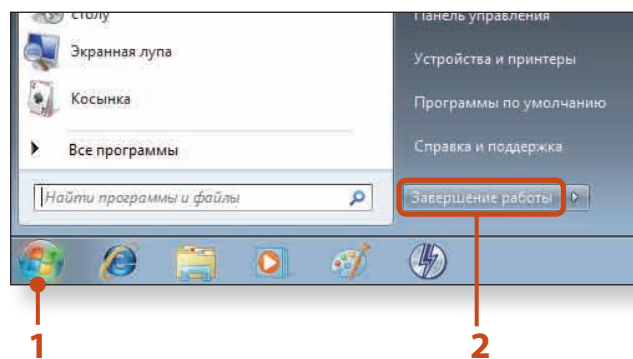 столу
Экранная лупа
Косынка
Все программы
Найти программы и файлы
Панель управления
Устройства и принтеры
Программы по умолчанию
Справка и поддержка
Завершение работы
1
2